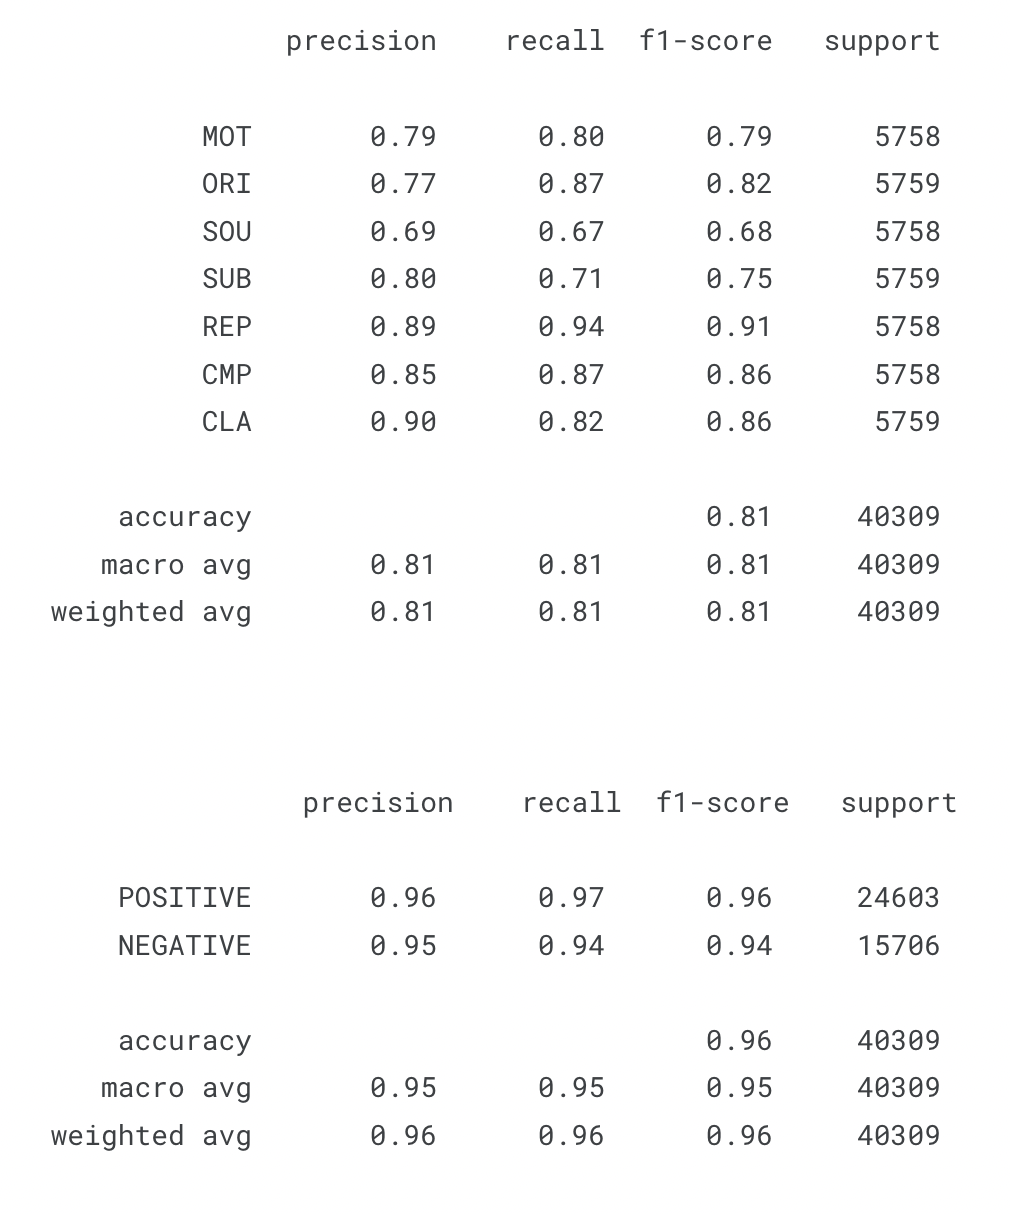 precision recall f1-score support
MOT 0.79 0.80 0.79 5758
ORI 0.77 0.87 0.82 5759
SOU 0.69 0.67 0.68 5758
SUB 0.80 0.71 0.75 5759
REP 0.89 0.94 0.91 5758
CMP 0.85 0.87 0.86 5758
CLA 0.90 0.82 0.86 5759
accuracy 0.81 40309
macro avg 0.81 0.81 0.81 40309
weighted avg 0.81 0.81 0.81 40309
precision recall f1-score support
POSITIVE 0.96 0.97 0.96 24603
NEGATIVE 0.95 0.94 0.94 15706
accuracy 0.96 40309
macro avg 0.95 0.95 0.95 40309
weighted avg 0.96 0.96 0.96 40309